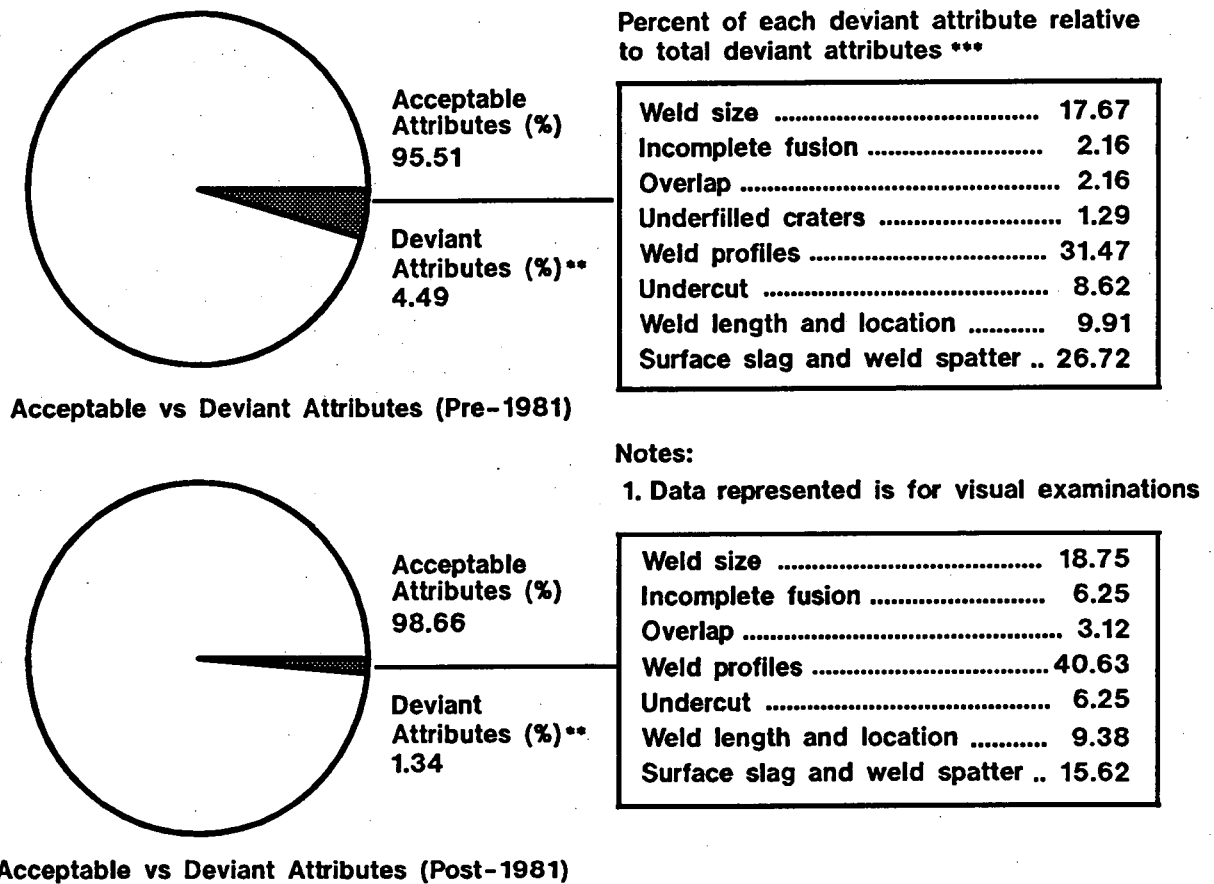 Percent of each deviant attribute relative
to total deviant attributes ***
Acceptable
Attributes (%)
95.51
Deviant
Attributes (%)**
4.49
Weld size ........................................ 17.67
Incomplete fusion .......................... 2.16
Overlap ................................................ 2.16
Underfilled craters ........................... 1.29
Weld profiles .................................... 31.47
Undercut ........................................... 8.62
Weld length and location ............ 9.91
Surface slag and weld spatter .. 26.72
Acceptable vs Deviant Attributes (Pre-1981)
Notes:
1. Data represented is for visual examinations
Acceptable
Attributes (%)
98.66
Deviant
Attributes (%)**
1.34
Weld size ........................................ 18.75
Incomplete fusion .......................... 6.25
Overlap ................................................ 3.12
Weld profiles .................................... 40.63
Undercut ........................................... 6.25
Weld length and location ............ 9.38
Surface slag and weld spatter .. 15.62
Acceptable vs Deviant Attributes (Post-1981)